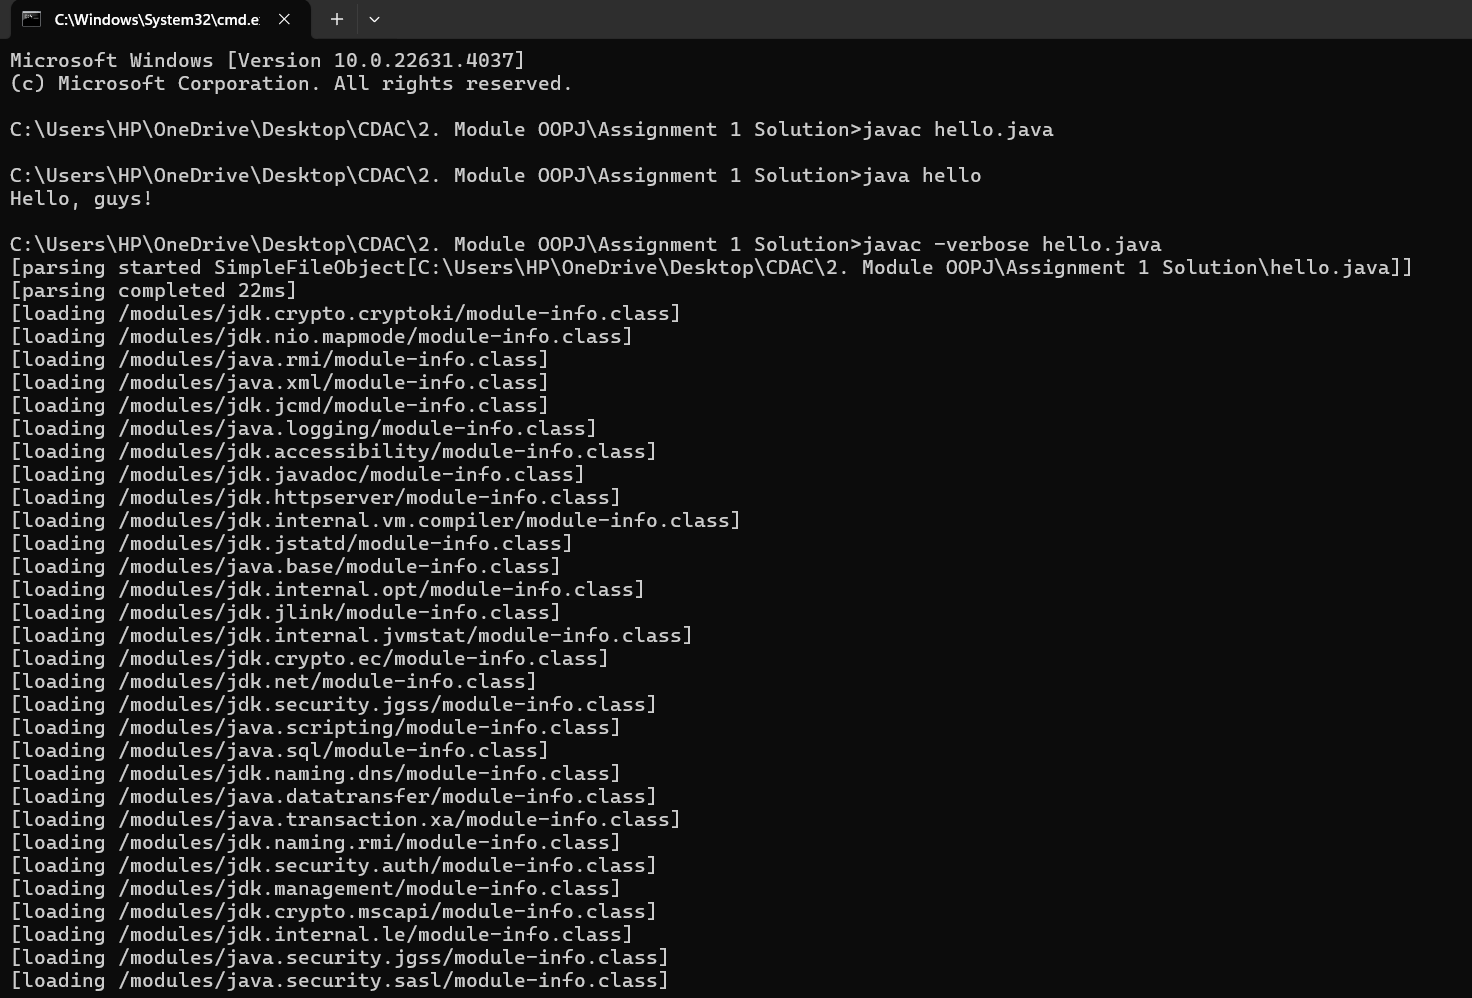 C:\Windows\System32\cmd.e
Microsoft Windows [Version 10.0.22631.4037]
(c) Microsoft Corporation. All rights reserved.
C:\Users\HP\OneDrive\Desktop\CDAC\2. Module OOPJ\Assignment 1 Solution>javac hello.java
C:\Users\HP\OneDrive\Desktop\CDAC\2. Module OOPJ\Assignment 1 Solution>java hello
Hello, guys!
C:\Users\HP\OneDrive\Desktop\CDAC\2. Module OOPJ\Assignment 1 Solution>javac -verbose hello.java
[parsing started SimpleFileObject[C:\Users\HP\OneDrive\Desktop\CDAC\2. Module OOPJ\Assignment 1 Solution\hello.java]]
[parsing completed 22ms]
[loading /modules/jdk.crypto.cryptoki/module-info.class]
[loading /modules/jdk.nio.mapmode/module-info.class]
[loading /modules/java.rmi/module-info.class]
[loading /modules/java.xml/module-info.class]
[loading /modules/jdk.jcmd/module-info.class]
[loading /modules/java.logging/module-info.class]
[loading /modules/jdk.accessibility/module-info.class]
[loading /modules/jdk.javadoc/module-info.class]
[loading /modules/jdk.httpserver/module-info.class]
[loading /modules/jdk.internal.vm.compiler/module-info.class]
[loading /modules/jdk.jstatd/module-info.class]
[loading /modules/java.base/module-info.class]
[loading /modules/jdk.internal.opt/module-info.class]
[loading /modules/jdk.jlink/module-info.class]
[loading /modules/jdk.internal.jvmstat/module-info.class]
[loading /modules/jdk.crypto.ec/module-info.class]
[loading /modules/jdk.net/module-info.class]
[loading /modules/jdk.security.jgss/module-info.class]
[loading /modules/java.scripting/module-info.class]
[loading /modules/java.sql/module-info.class]
[loading /modules/jdk.naming.dns/module-info.class]
[loading /modules/java.datatransfer/module-info.class]
[loading /modules/java.transaction.xa/module-info.class]
[loading /modules/jdk.naming.rmi/module-info.class]
[loading /modules/jdk.security.auth/module-info.class]
[loading /modules/jdk.management/module-info.class]
[loading /modules/jdk.crypto.mscapi/module-info.class]
[loading /modules/jdk.internal.le/module-info.class]
[loading /modules/java.security.jgss/module-info.class]
[loading /modules/java.security.sasl/module-info.class]